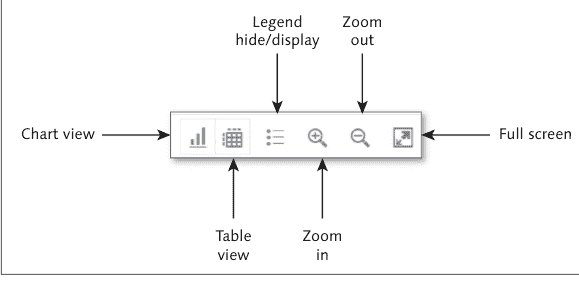 Legend
hide/display
Zoom
out
Chart view
Full screen
Table
view
Zoom
in